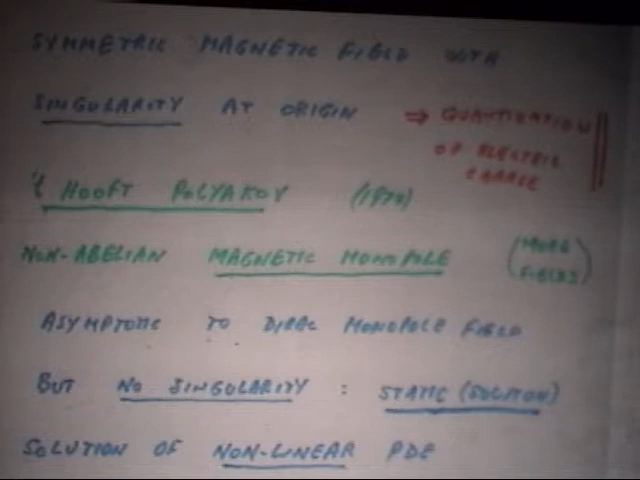 SYMMETRIC MAGNETIC FIELD WITH
SINGULARITY AT ORIGIN ⇒ QUANTIZATION
OF ELECTRIC
CHARGE
't HOOFT POLYAKOV (1974)
NON-ABELIAN MAGNETIC MONOPOLE (MORE
FIELDS)
ASYMPTOTIC TO DIRAC MONOPOLE FIELD
BUT NO SINGULARITY : STATIC (SOLITON)
SOLUTION OF NON-LINEAR PDE